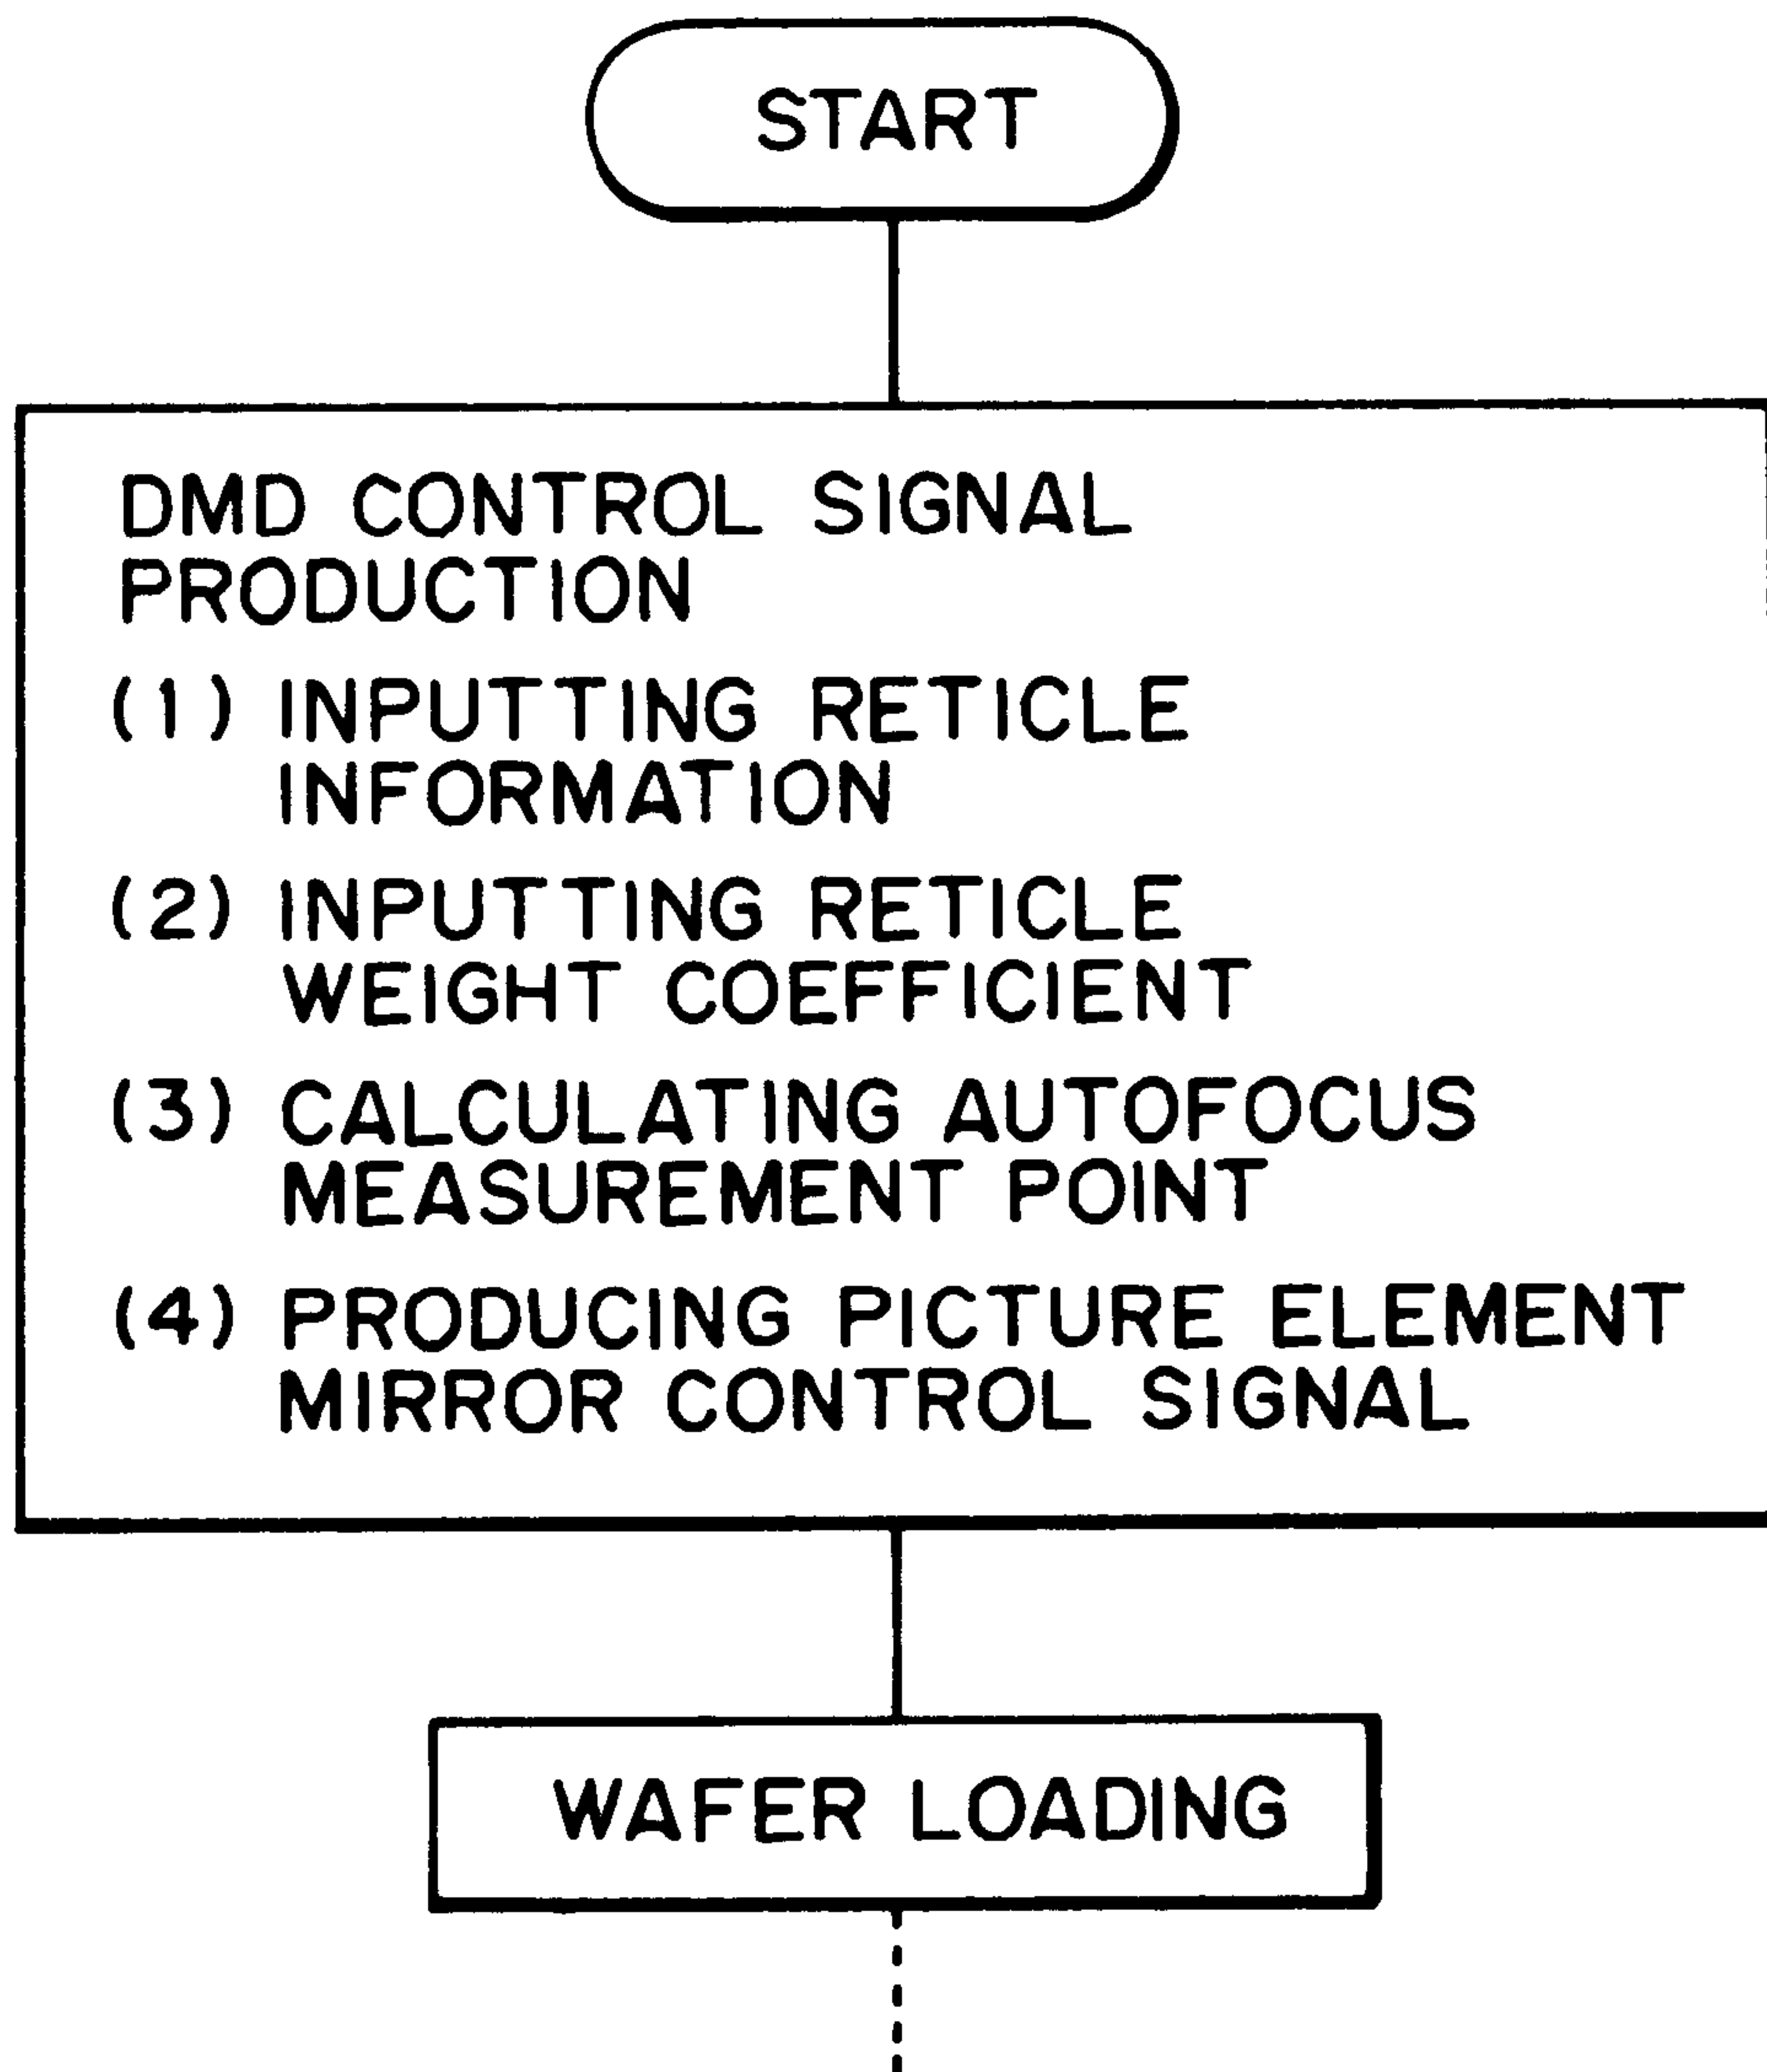 START
DMD CONTROL SIGNAL
PRODUCTION
(1) INPUTTING RETICLE
INFORMATION
(2) INPUTTING RETICLE
WEIGHT COEFFICIENT
(3) CALCULATING AUTOFOCUS
MEASUREMENT POINT
(4) PRODUCING PICTURE ELEMENT
MIRROR CONTROL SIGNAL
WAFER LOADING